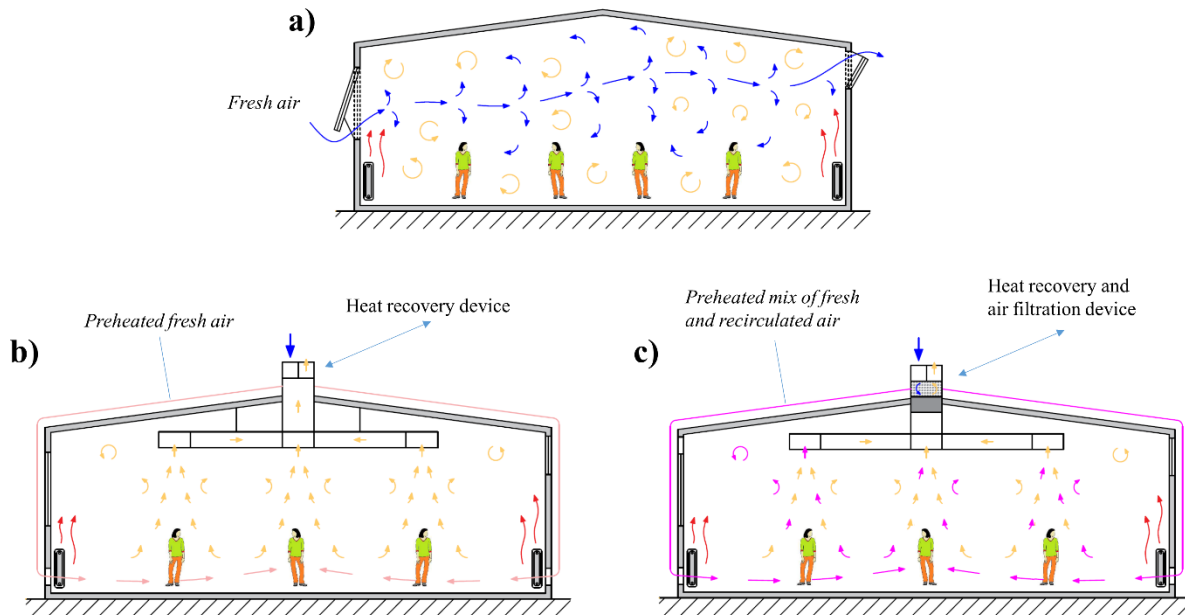 a)
Fresh air
Heat recovery device
Preheated fresh air
b)
Preheated mix of fresh
and recirculated air
Heat recovery and
air filtration device
c)